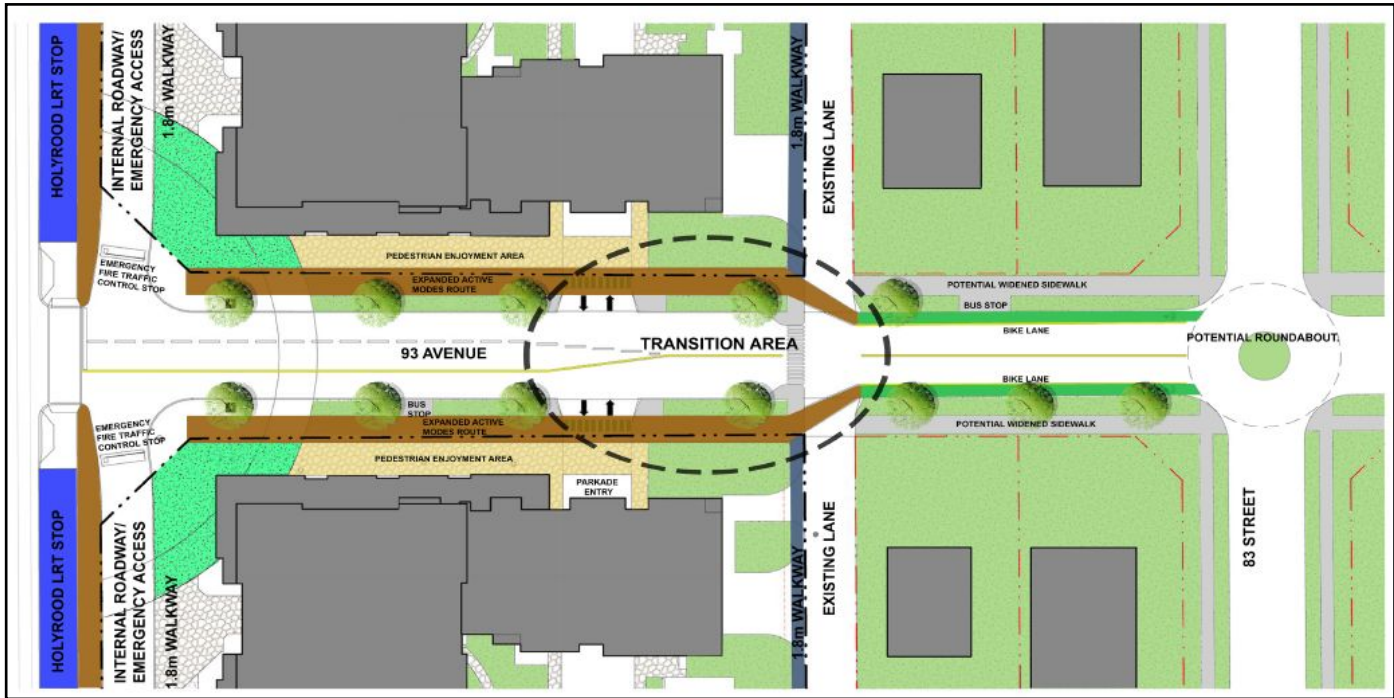 HOLYROOD LRT STOP
INTERNAL ROADWAY/
EMERGENCY ACCESS
1.8m WALKWAY
1.8m WALKWAY
EXISTING LANE
PEDESTRIAN ENJOYMENT AREA
EMERGENCY
FIRE TRAFFIC
CONTROL STOP
EXPANDED ACTIVE
MODES ROUTE
POTENTIAL WIDENED SIDEWALK
BUS STOP
BIKE LANE
93 AVENUE
TRANSITION AREA
POTENTIAL ROUNDABOUT.
BIKE LANE
BUS
STOP
EXPANDED ACTIVE
MODES ROUTE
POTENTIAL WIDENED SIDEWALK
EMERGENCY
FIRE TRAFFIC
CONTROL STOP
PEDESTRIAN ENJOYMENT AREA
PARKADE
ENTRY
HOLYROOD LRT STOP
INTERNAL ROADWAY/
EMERGENCY ACCESS
1.8m WALKWAY
1.8m WALKWAY
EXISTING LANE
83 STREET